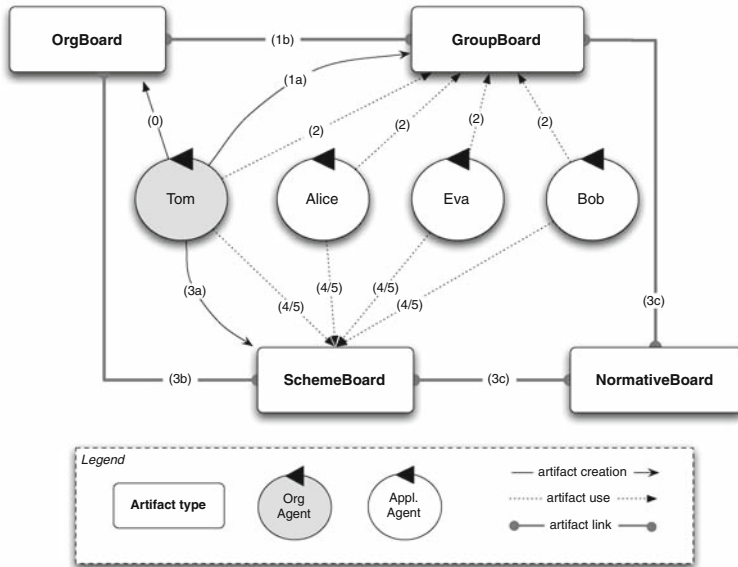 OrgBoard
(1b)
GroupBoard
(1a)
(0)
(2)
(2)
(2)
(2)
Tom
Alice
Eva
Bob
(3a)
(4/5)
(4/5)
(4/5)
(4/5)
(3c)
(3b)
SchemeBoard
(3c)
NormativeBoard
Legend
Artifact type
Org
Agent
Appl.
Agent
artifact creation
artifact use
artifact link